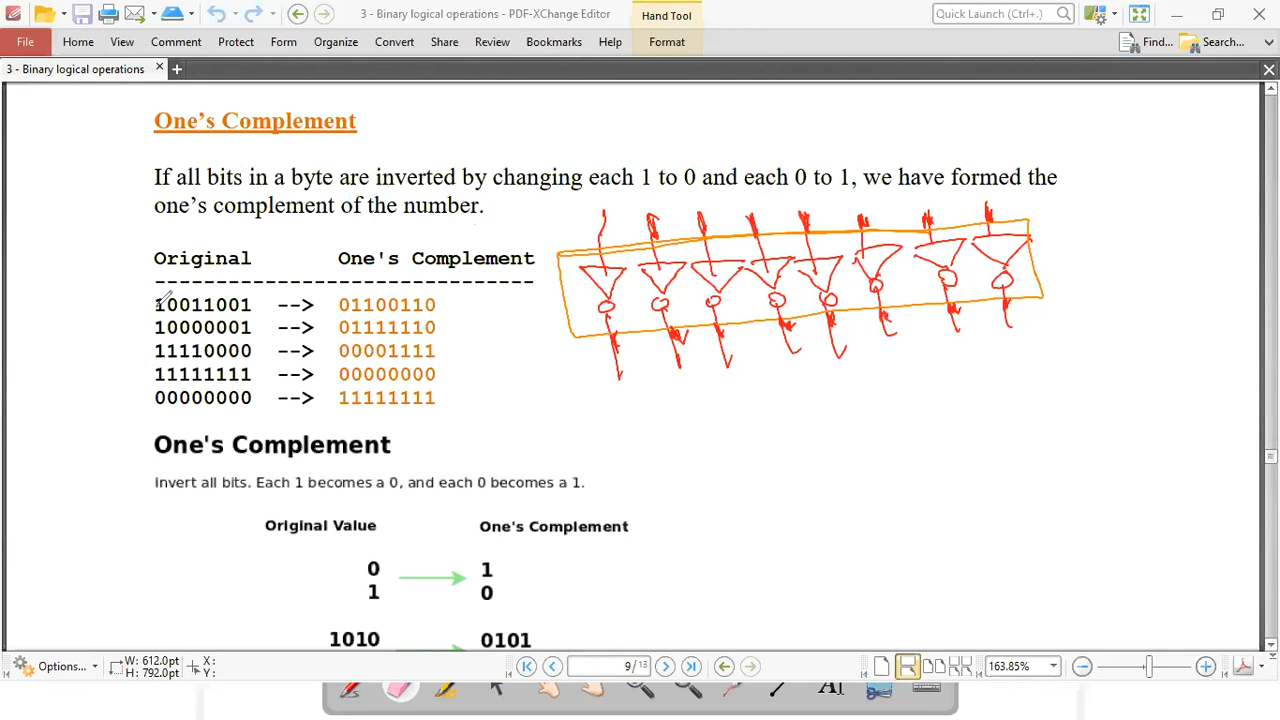 3 - Binary logical operations - PDF-XChange Editor
Hand Tool
Quick Launch (Ctrl+.)
File Home View Comment Protect Form Organize Convert Share Review Bookmarks Help Format Find... Search...
3 - Binary logical operations
One's Complement
If all bits in a byte are inverted by changing each 1 to 0 and each 0 to 1, we have formed the
one's complement of the number.
Original One's Complement
-------------------------------
10011001 --> 01100110
10000001 --> 01111110
11110000 --> 00001111
11111111 --> 00000000
00000000 --> 11111111
One's Complement
Invert all bits. Each 1 becomes a 0, and each 0 becomes a 1.
Original Value One's Complement
0 1
1 0
1010 0101
Options... W: 612.0pt X:
H: 792.0pt Y:
9 / 13
163.85%
AI